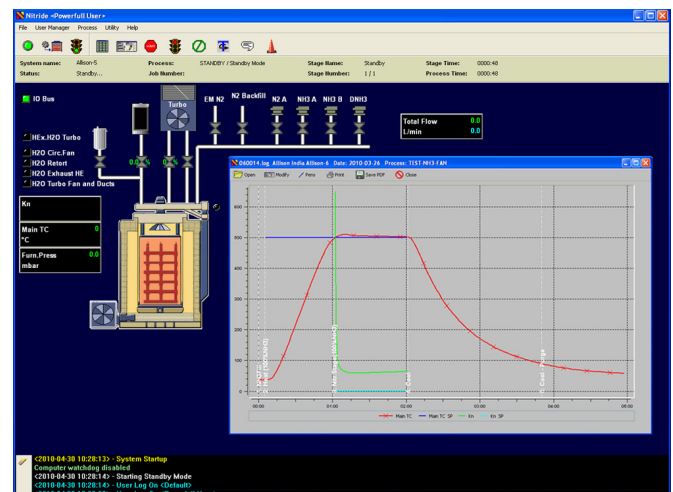 Nitride <Powerfull User>
File User Manager Process Utility Help
System name: Allison-5 Process: STANDBY / Standby Mode Stage Name: Standby Stage Time: 0000:48
Status: Standby... Job Number: Stage Number: 1 / 1 Process Time: 0000:48
IO Bus
Turbo
EM N2 N2 Backfill N2 A NH3 A NH3 B DNH3
Total Flow 0.0
L/min 0.0
HEx.H2O Turbo
H2O Circ.Fan
H2O Retort
H2O Exhaust HE
H2O Turbo Fan and Ducts
Kn
Main TC 0
°C
Furn.Press 0.0
mbar
D60014.log, Allison India Allison-6 Date: 2010-03-26 Process: TEST-NH3-FAN
Open Modify Pens Print Save PDF Close
600
500
400
300
200
100
0
00:00 01:00 02:00 03:00 04:00 05:00
Main TC Main TC SP Kn Kn SP
<2010-04-30 10:28:13> - System Startup
Computer watchdog disabled
<2010-04-30 10:28:14> - Starting Standby Mode
<2010-04-30 10:28:14> - User Log On <Default>